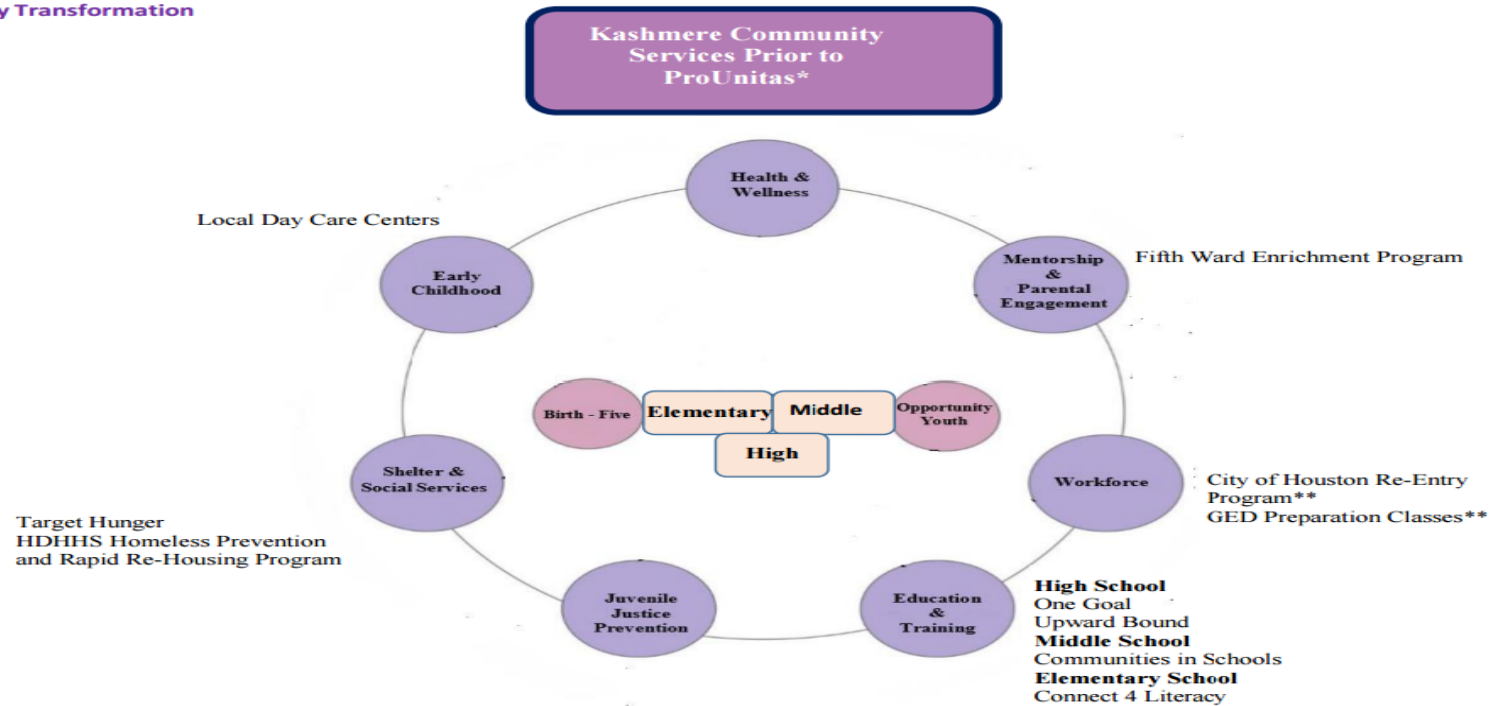 y Transformation
Kashmere Community
Services Prior to
ProUnitas*
Health &
Wellness
Local Day Care Centers
Early
Childhood
Mentorship
&
Parental
Engagement
Fifth Ward Enrichment Program
Birth - Five
Elementary
Middle
Opportunity
Youth
High
Shelter &
Social Services
Target Hunger
HDHHS Homeless Prevention
and Rapid Re-Housing Program
Workforce
City of Houston Re-Entry
Program**
GED Preparation Classes**
Juvenile
Justice
Prevention
Education
&
Training
High School
One Goal
Upward Bound
Middle School
Communities in Schools
Elementary School
Connect 4 Literacy